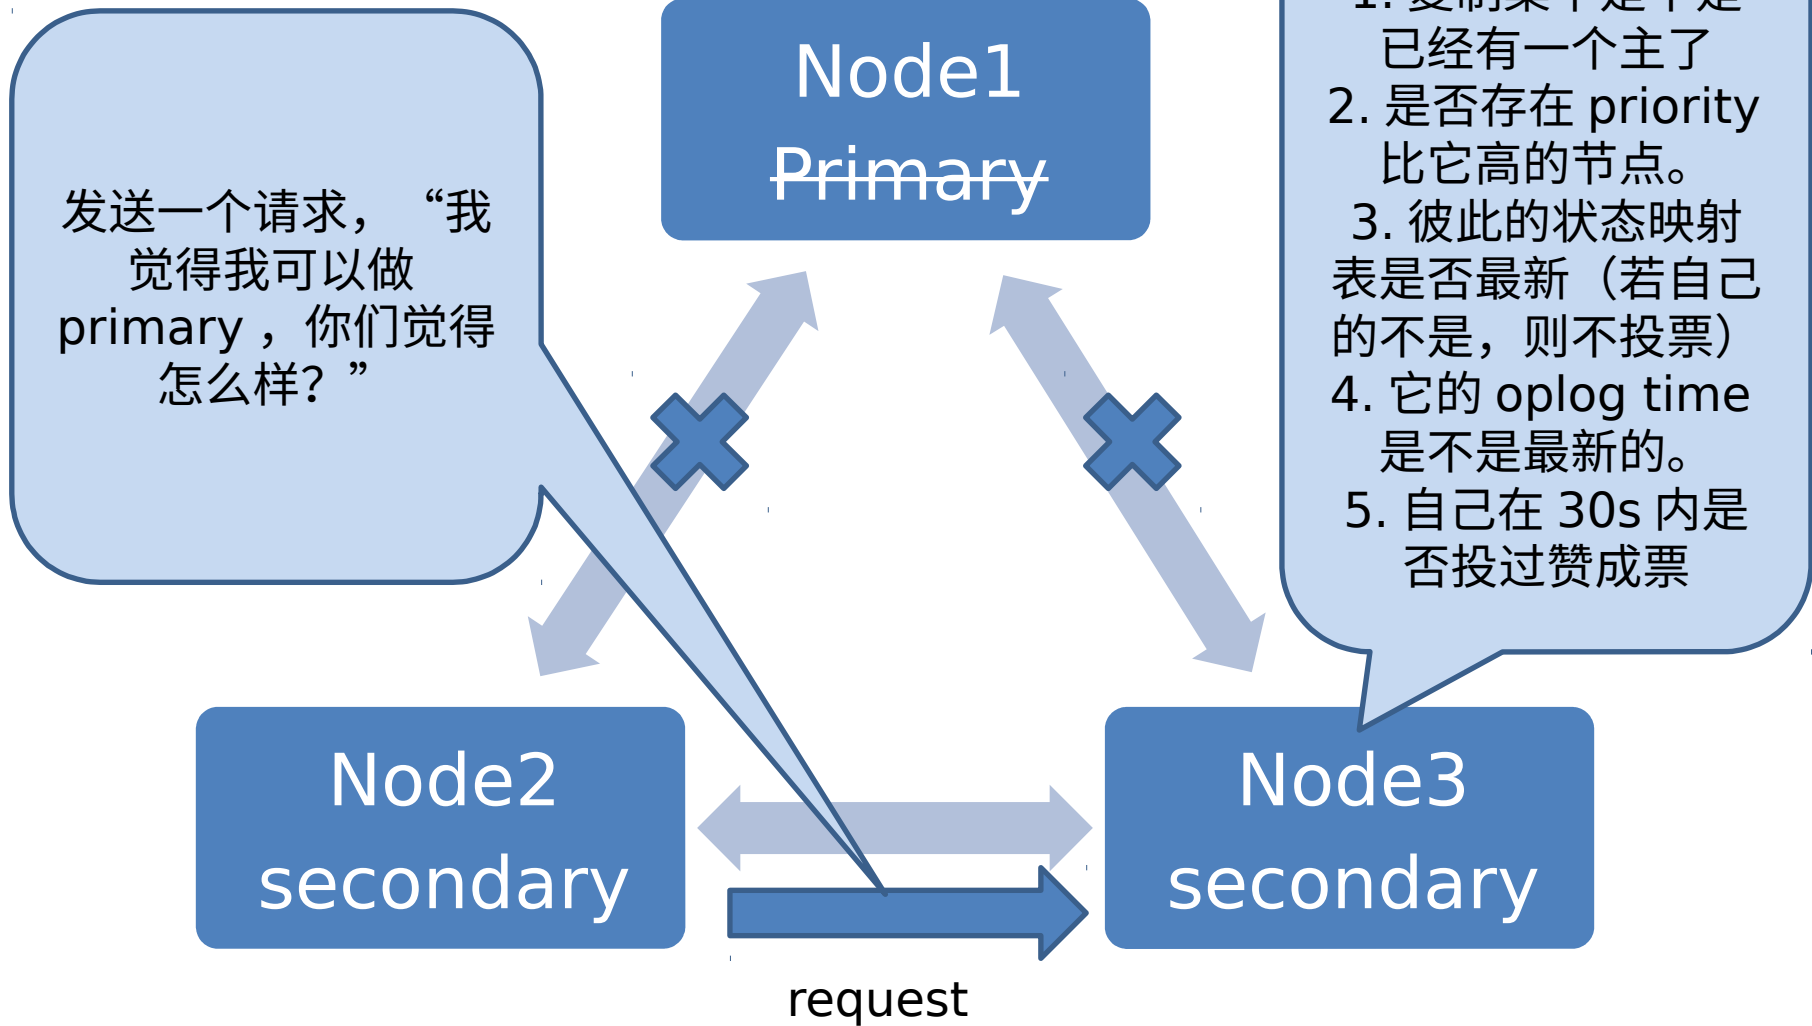 发送一个请求，“我
觉得我可以做
primary ，你们觉得
怎么样？”
Node1
Primary
已经有一个主了
2. 是否存在 priority
比它高的节点。
3. 彼此的状态映射
表是否最新（若自己
的不是，则不投票）
4. 它的 oplog time
是不是最新的。
5. 自己在 30s 内是
否投过赞成票
Node2
secondary
Node3
secondary
request